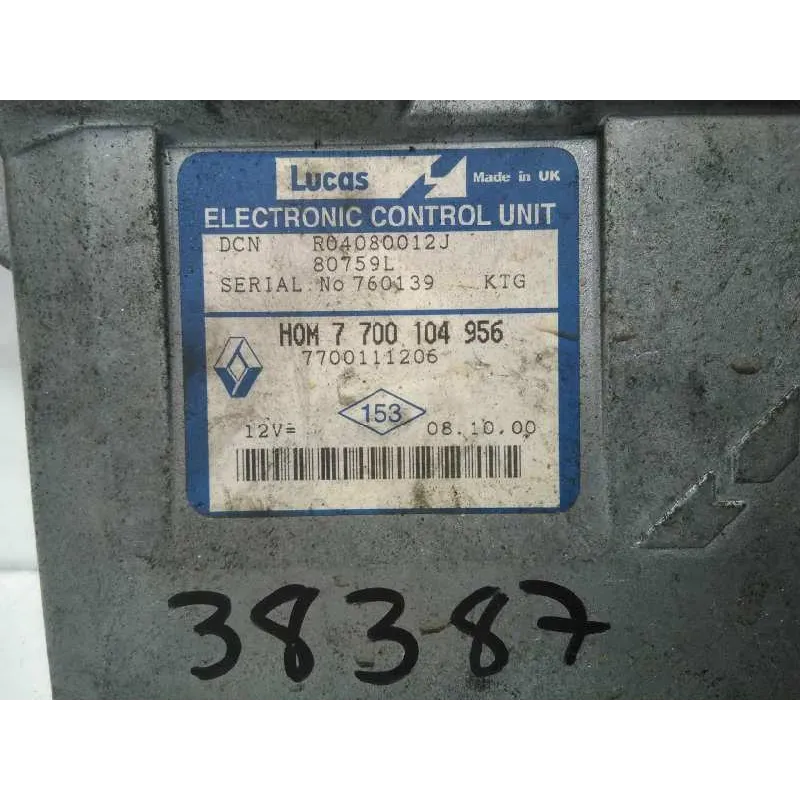 Lucas Made in UK
ELECTRONIC CONTROL UNIT
DCN R04080012J
80759L
SERIAL No 760139 KTG
HOM 7 700 104 956
7700111206
153
12V= 08.10.00
38387